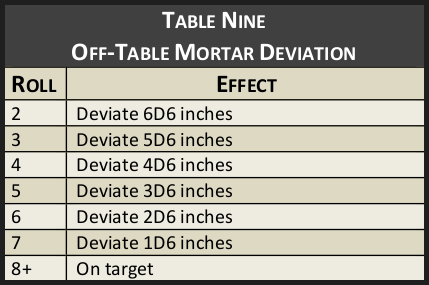 TABLE NINE
OFF-TABLE MORTAR DEVIATION
ROLL EFFECT
2 Deviate 6D6 inches
3 Deviate 5D6 inches
4 Deviate 4D6 inches
5 Deviate 3D6 inches
6 Deviate 2D6 inches
7 Deviate 1D6 inches
8+ On target